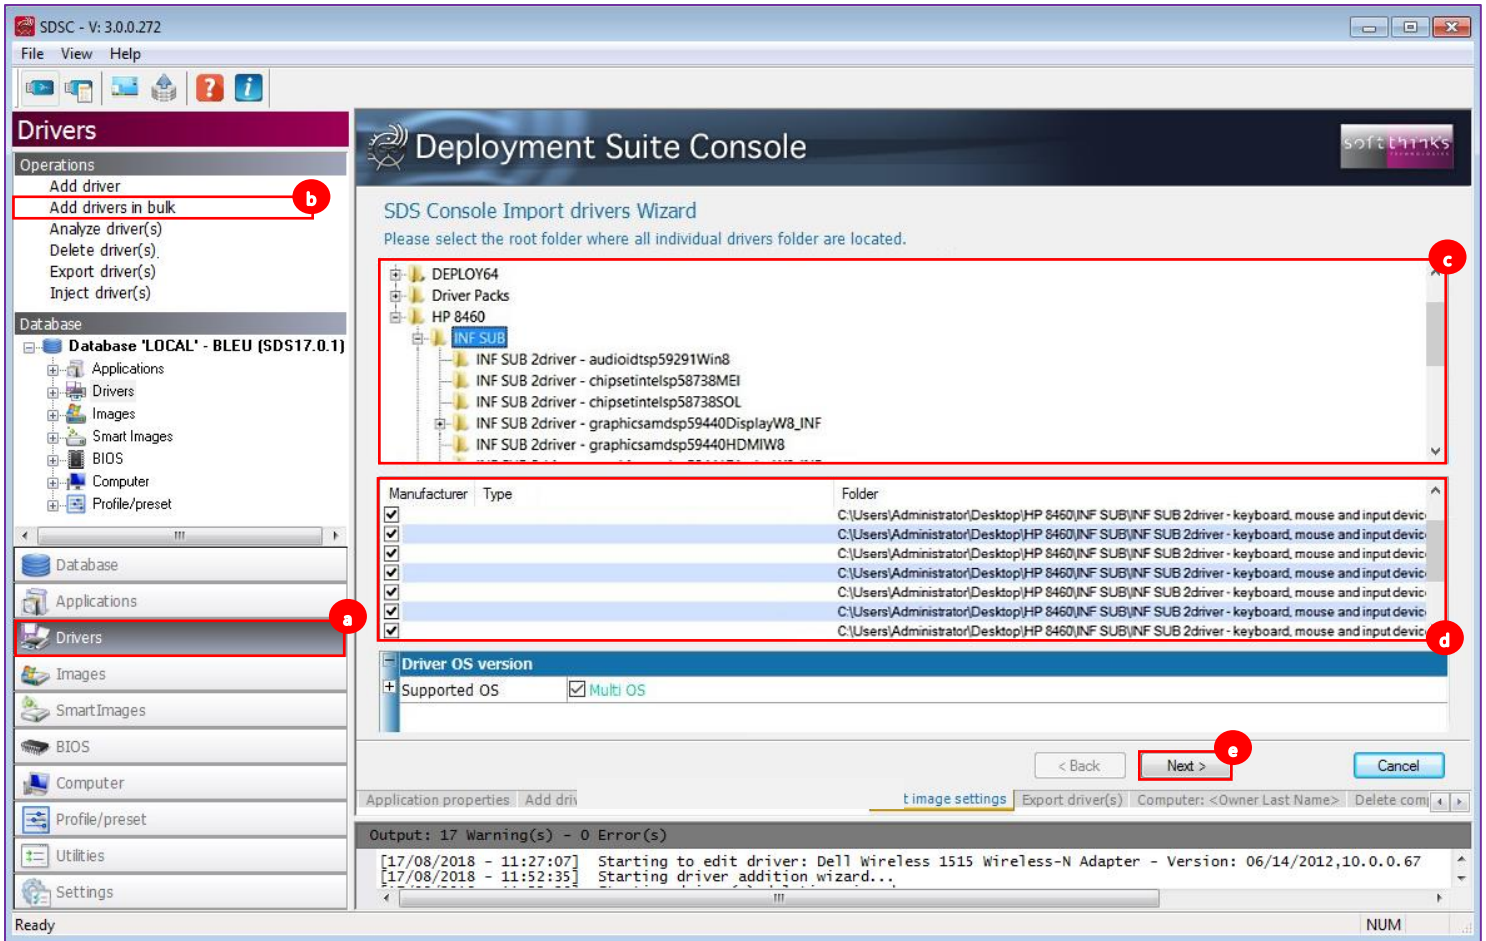 SDSC - V: 3.0.0.272
File View Help
Drivers
Operations
Add driver
Add drivers in bulk
b
Analyze driver(s)
Delete driver(s)
Export driver(s)
Inject driver(s)
Database
Database 'LOCAL' - BLEU (SDS17.0.1)
Applications
Drivers
Images
Smart Images
BIOS
Computer
Profile/preset
Database
Applications
a
Drivers
Images
SmartImages
BIOS
Computer
Profile/preset
Utilities
Settings
Deployment Suite Console
softthinks
SDS Console Import drivers Wizard
Please select the root folder where all individual drivers folder are located.
c
DEPLOY64
Driver Packs
HP 8460
INF SUB
INF SUB 2driver - audioidtsp59291Win8
INF SUB 2driver - chipsetintelsp58738MEI
INF SUB 2driver - chipsetintelsp58738SOL
INF SUB 2driver - graphicsamdsp59440DisplayW8_INF
INF SUB 2driver - graphicsamdsp59440HDMIW8
Manufacturer Type Folder
C:\Users\Administrator\Desktop\HP 8460\INF SUB\INF SUB 2driver - keyboard, mouse and input devic
C:\Users\Administrator\Desktop\HP 8460\INF SUB\INF SUB 2driver - keyboard, mouse and input devic
C:\Users\Administrator\Desktop\HP 8460\INF SUB\INF SUB 2driver - keyboard, mouse and input devic
C:\Users\Administrator\Desktop\HP 8460\INF SUB\INF SUB 2driver - keyboard, mouse and input devic
C:\Users\Administrator\Desktop\HP 8460\INF SUB\INF SUB 2driver - keyboard, mouse and input devic
C:\Users\Administrator\Desktop\HP 8460\INF SUB\INF SUB 2driver - keyboard, mouse and input devic
C:\Users\Administrator\Desktop\HP 8460\INF SUB\INF SUB 2driver - keyboard, mouse and input devic
d
Driver OS version
Supported OS Multi OS
e
< Back Next > Cancel
Application properties Add driv t image settings Export driver(s) Computer: <Owner Last Name> Delete com
Output: 17 Warning(s) - 0 Error(s)
[17/08/2018 - 11:27:07] Starting to edit driver: Dell Wireless 1515 Wireless-N Adapter - Version: 06/14/2012,10.0.0.67
[17/08/2018 - 11:52:35] Starting driver addition wizard...
Ready NUM